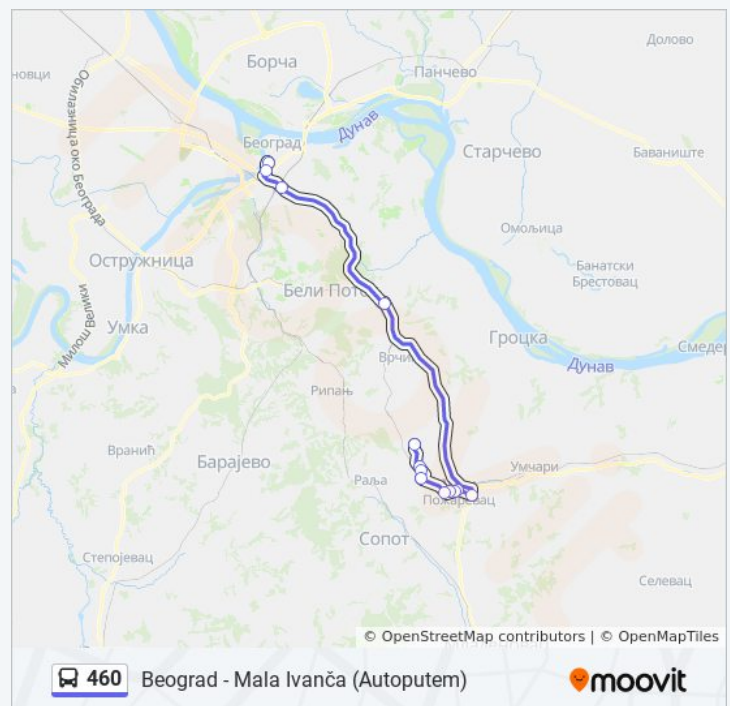 Долово
Борча
Панчево
новци
Обилазница око Београда
Дунав
Београд
Старчево
Баваниште
Омољица
Остружница
Банатски
Брестовац
Бели Пото
Милош Велики
Умка
Гроцка
Смедер
Врчин
Дунав
Рипањ
Вранић
Барајево
Умчари
Раља
Пожаревац
Сопот
Степојевац
Селевац
© OpenStreetMap contributors | © OpenMapTiles
460 Beograd - Mala Ivanča (Autoputem)
moovit